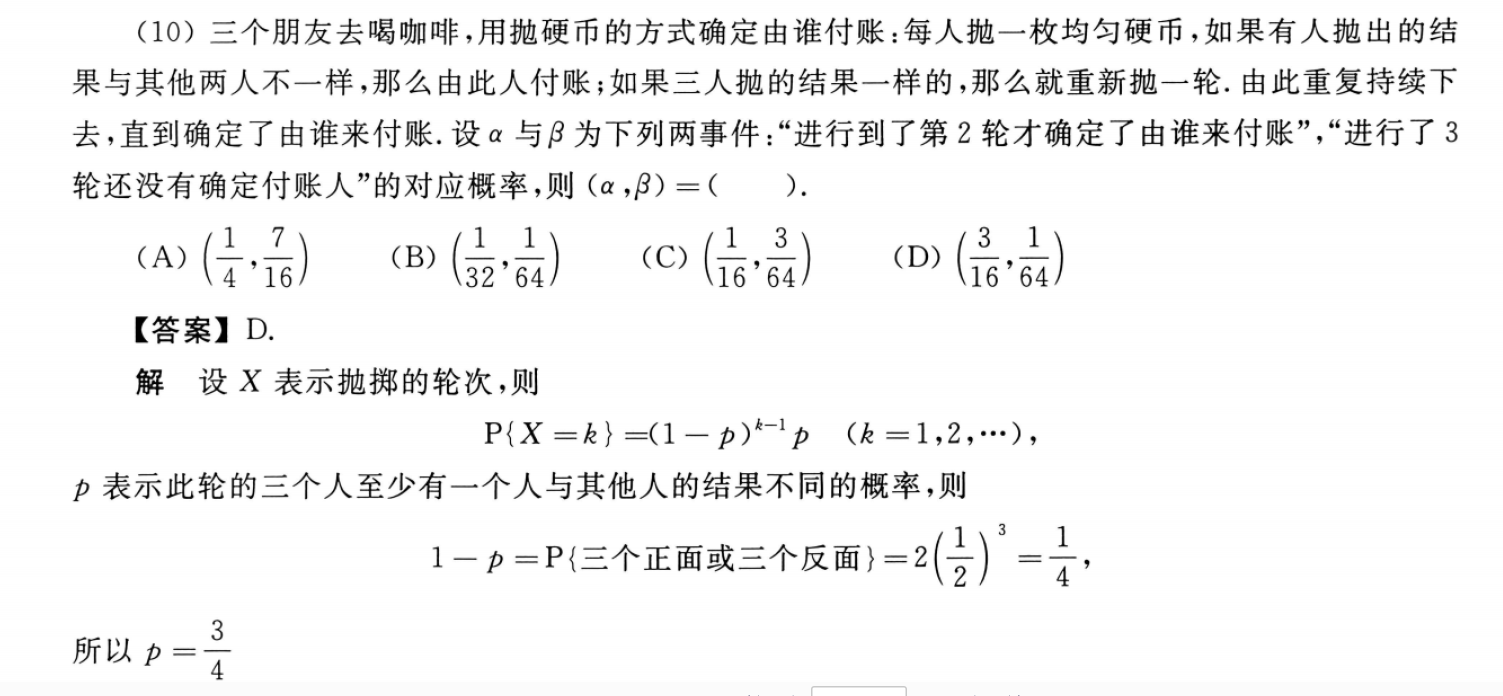 （10）三个朋友去喝咖啡,用抛硬币的方式确定由谁付账:每人抛一枚均匀硬币,如果有人抛出的结
果与其他两人不一样,那么由此人付账;如果三人抛的结果一样的,那么就重新抛一轮.由此重复持续下
去,直到确定了由谁来付账.设 α 与 β 为下列两事件:“进行到了第 2 轮才确定了由谁来付账”,“进行了 3
轮还没有确定付账人”的对应概率,则 (α,β)=(　　).
（A）(1/4, 7/16)　（B）(1/32, 1/64)　（C）(1/16, 3/64)　（D）(3/16, 1/64)
【答案】D.
解　设 X 表示抛掷的轮次,则
P{X=k}=(1-p)^{k-1}p　(k=1,2,…),
p 表示此轮的三个人至少有一个人与其他人的结果不同的概率,则
1-p=P{三个正面或三个反面}=2(1/2)^3=1/4,
所以 p=3/4